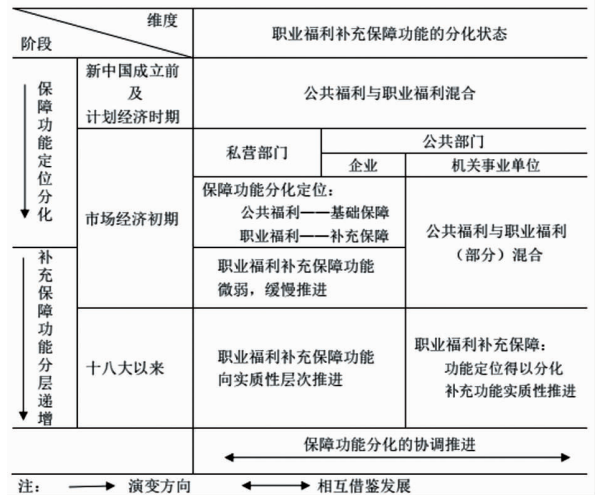 维度
阶段
职业福利补充保障功能的分化状态
保障功能定位分化
新中国成立前
及
计划经济时期
公共福利与职业福利混合
市场经济初期
私营部门
公共部门
企业
机关事业单位
保障功能分化定位：
公共福利——基础保障
职业福利——补充保障
公共福利与职业福利
（部分）混合
补充保障功能分层递增
职业福利补充保障功能
微弱，缓慢推进
十八大以来
职业福利补充保障功能
向实质性层次推进
职业福利补充保障：
功能定位得以分化
补充功能实质性推进
保障功能分化的协调推进
注： 演变方向 相互借鉴发展